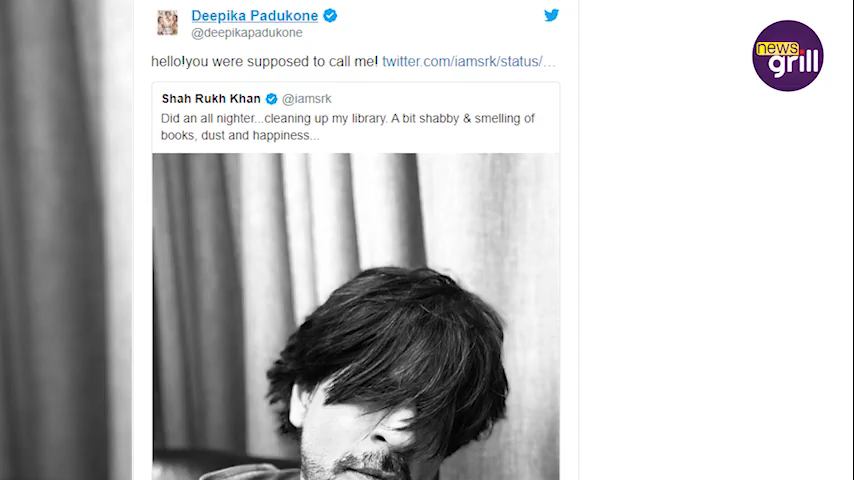 Deepika Padukone
@deepikapadukone
hello!you were supposed to call me! twitter.com/iamsrk/status/…
Shah Rukh Khan @iamsrk
Did an all nighter...cleaning up my library. A bit shabby & smelling of
books, dust and happiness...
news
grill